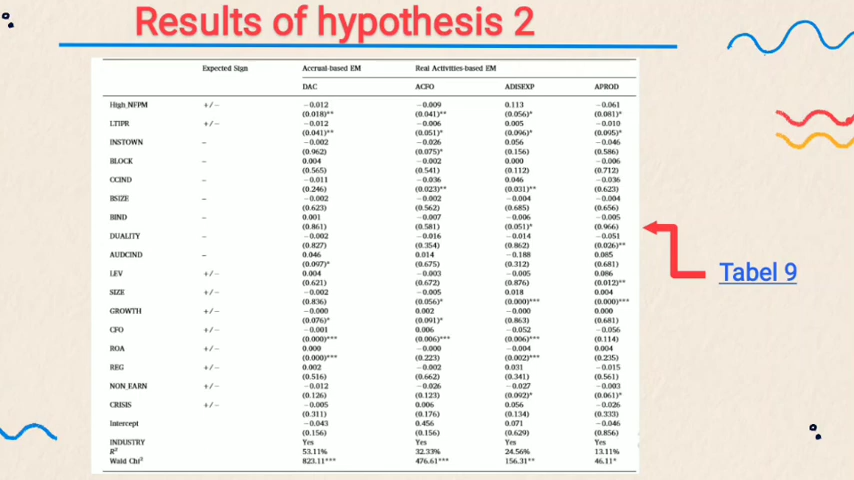 Results of hypothesis 2
Expected Sign Accrual-based EM Real Activities-based EM
DAC ACFO ADISEXP APROD
High_NFPM +/− −0.012 −0.009 0.113 −0.061
(0.018)** (0.041)** (0.056)* (0.081)*
LTIPR +/− −0.012 −0.006 0.005 −0.010
(0.041)** (0.051)* (0.096)* (0.095)*
INSTOWN − −0.002 −0.026 0.056 −0.046
(0.962) (0.075)* (0.156) (0.586)
BLOCK − 0.004 −0.002 0.000 −0.006
(0.565) (0.541) (0.112) (0.712)
CCIND − −0.011 −0.036 0.046 −0.036
(0.246) (0.023)** (0.031)** (0.623)
BSIZE − −0.002 −0.002 −0.004 −0.004
(0.623) (0.562) (0.685) (0.656)
BIND − 0.001 −0.007 −0.006 −0.005
(0.861) (0.581) (0.051)* (0.966)
DUALITY − −0.002 −0.016 −0.014 −0.051
(0.827) (0.354) (0.862) (0.026)**
AUDCIND − 0.046 0.014 −0.188 0.085
(0.097)* (0.675) (0.312) (0.681)
LEV +/− 0.004 −0.003 −0.005 0.086
(0.621) (0.672) (0.876) (0.012)**
SIZE +/− −0.002 −0.005 0.018 0.004
(0.836) (0.056)* (0.000)*** (0.000)***
GROWTH +/− −0.000 0.002 −0.000 0.000
(0.076)* (0.091)* (0.863) (0.681)
CFO +/− −0.001 0.006 −0.052 −0.056
(0.000)*** (0.006)*** (0.006)*** (0.114)
ROA +/− 0.000 −0.000 −0.004 0.004
(0.000)*** (0.223) (0.002)*** (0.235)
REG +/− 0.002 −0.002 0.031 −0.015
(0.516) (0.662) (0.341) (0.561)
NON_EARN +/− −0.012 −0.026 −0.027 −0.003
(0.126) (0.123) (0.092)* (0.061)*
CRISIS +/− −0.005 0.006 0.056 −0.026
(0.311) (0.176) (0.134) (0.333)
Intercept −0.043 0.456 0.071 −0.046
(0.156) (0.156) (0.629) (0.856)
INDUSTRY Yes Yes Yes Yes
R² 53.11% 32.33% 24.56% 13.11%
Wald Chi² 823.11*** 476.61*** 156.31** 46.11*
Tabel 9